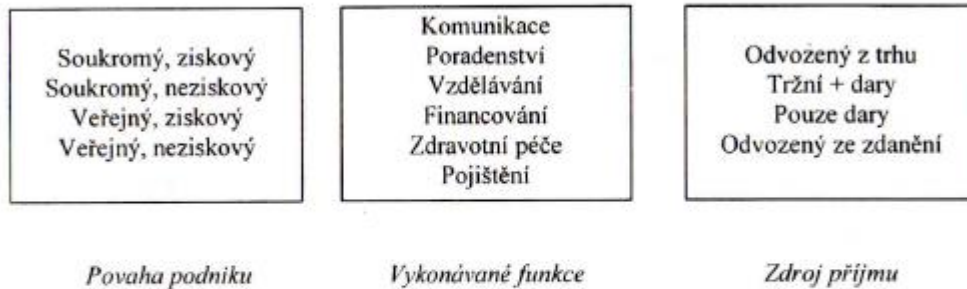 Soukromý, ziskový
Soukromý, neziskový
Veřejný, ziskový
Veřejný, neziskový
Komunikace
Poradenství
Vzdělávání
Financování
Zdravotní péče
Pojištění
Odvozený z trhu
Tržní + dary
Pouze dary
Odvozený ze zdanění
Povaha podniku
Vykonávané funkce
Zdroj příjmu